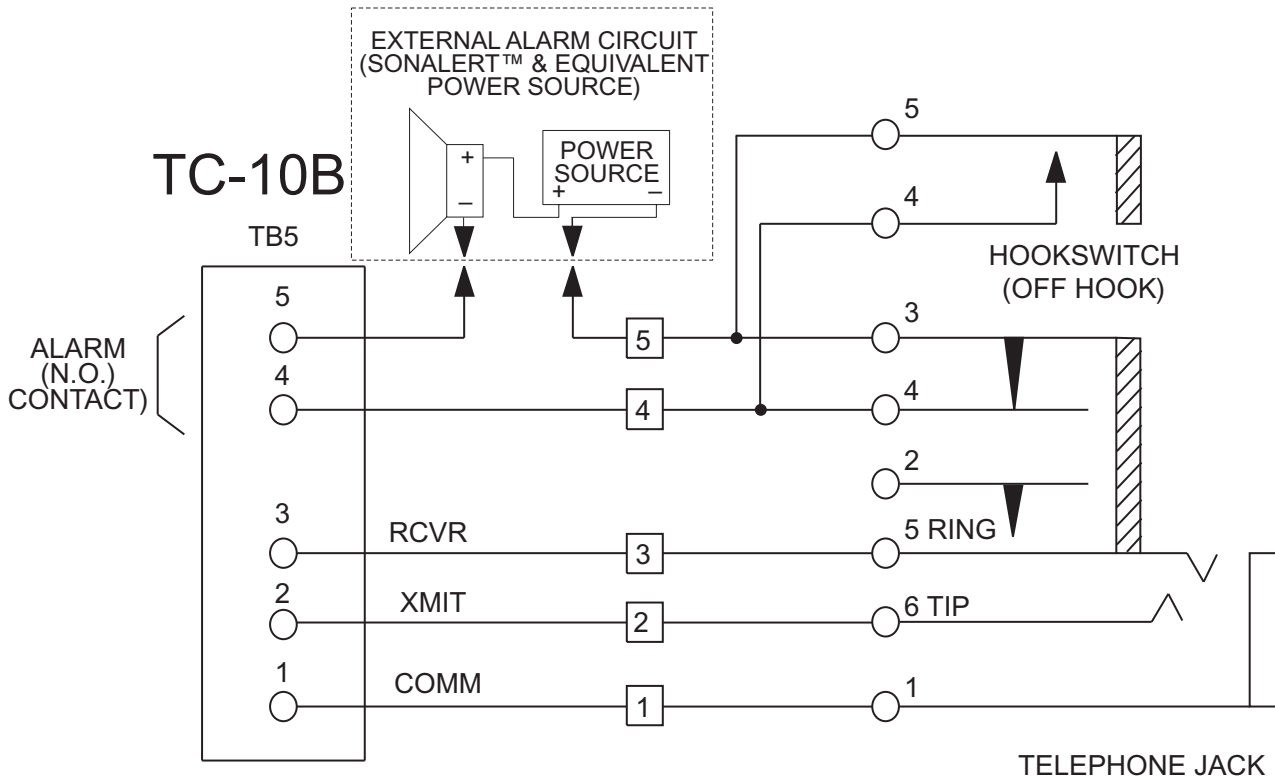 EXTERNAL ALARM CIRCUIT
(SONALERT™ & EQUIVALENT
POWER SOURCE)
+
–
POWER
SOURCE
+ –
TC-10B
TB5
5
4
HOOKSWITCH
(OFF HOOK)
ALARM
(N.O.)
CONTACT)
5
5
3
4
4
4
2
3
RCVR
3
5 RING
2
XMIT
2
6 TIP
1
COMM
1
1
TELEPHONE JACK